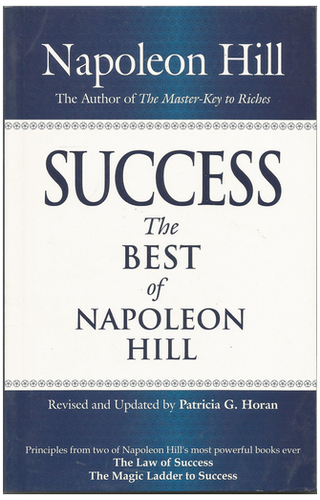 Napoleon Hill
The Author of The Master-Key to Riches
SUCCESS
The
BEST
of
NAPOLEON
HILL
Revised and Updated by Patricia G. Horan
Principles from two of Napoleon Hill's most powerful books ever
The Law of Success
The Magic Ladder to Success